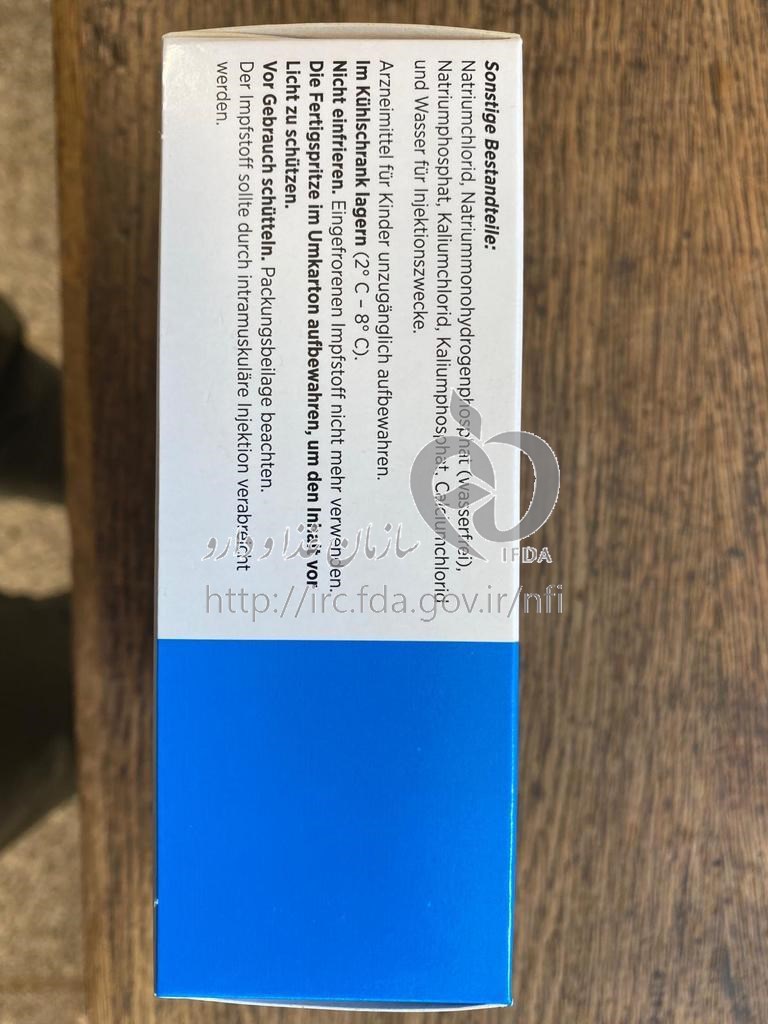 Sonstige Bestandteile:
Natriumchlorid, Natriummonohydrogenphosphat (wasserfrei),
Natriumphosphat, Kaliumchlorid, Kaliumphosphat, Calciumchlorid
und Wasser für Injektionszwecke.
Arzneimittel für Kinder unzugänglich aufbewahren.
Im Kühlschrank lagern (2° C – 8° C).
Nicht einfrieren. Eingefrorenen Impfstoff nicht mehr verwenden.
Die Fertigspritze im Umkarton aufbewahren, um den Inhalt vor
Licht zu schützen.
Vor Gebrauch schütteln. Packungsbeilage beachten.
Der Impfstoff sollte durch intramuskuläre Injektion verabreicht
werden.
IFDA
سازمان غذا و دارو
http://irc.fda.gov.ir/nfi